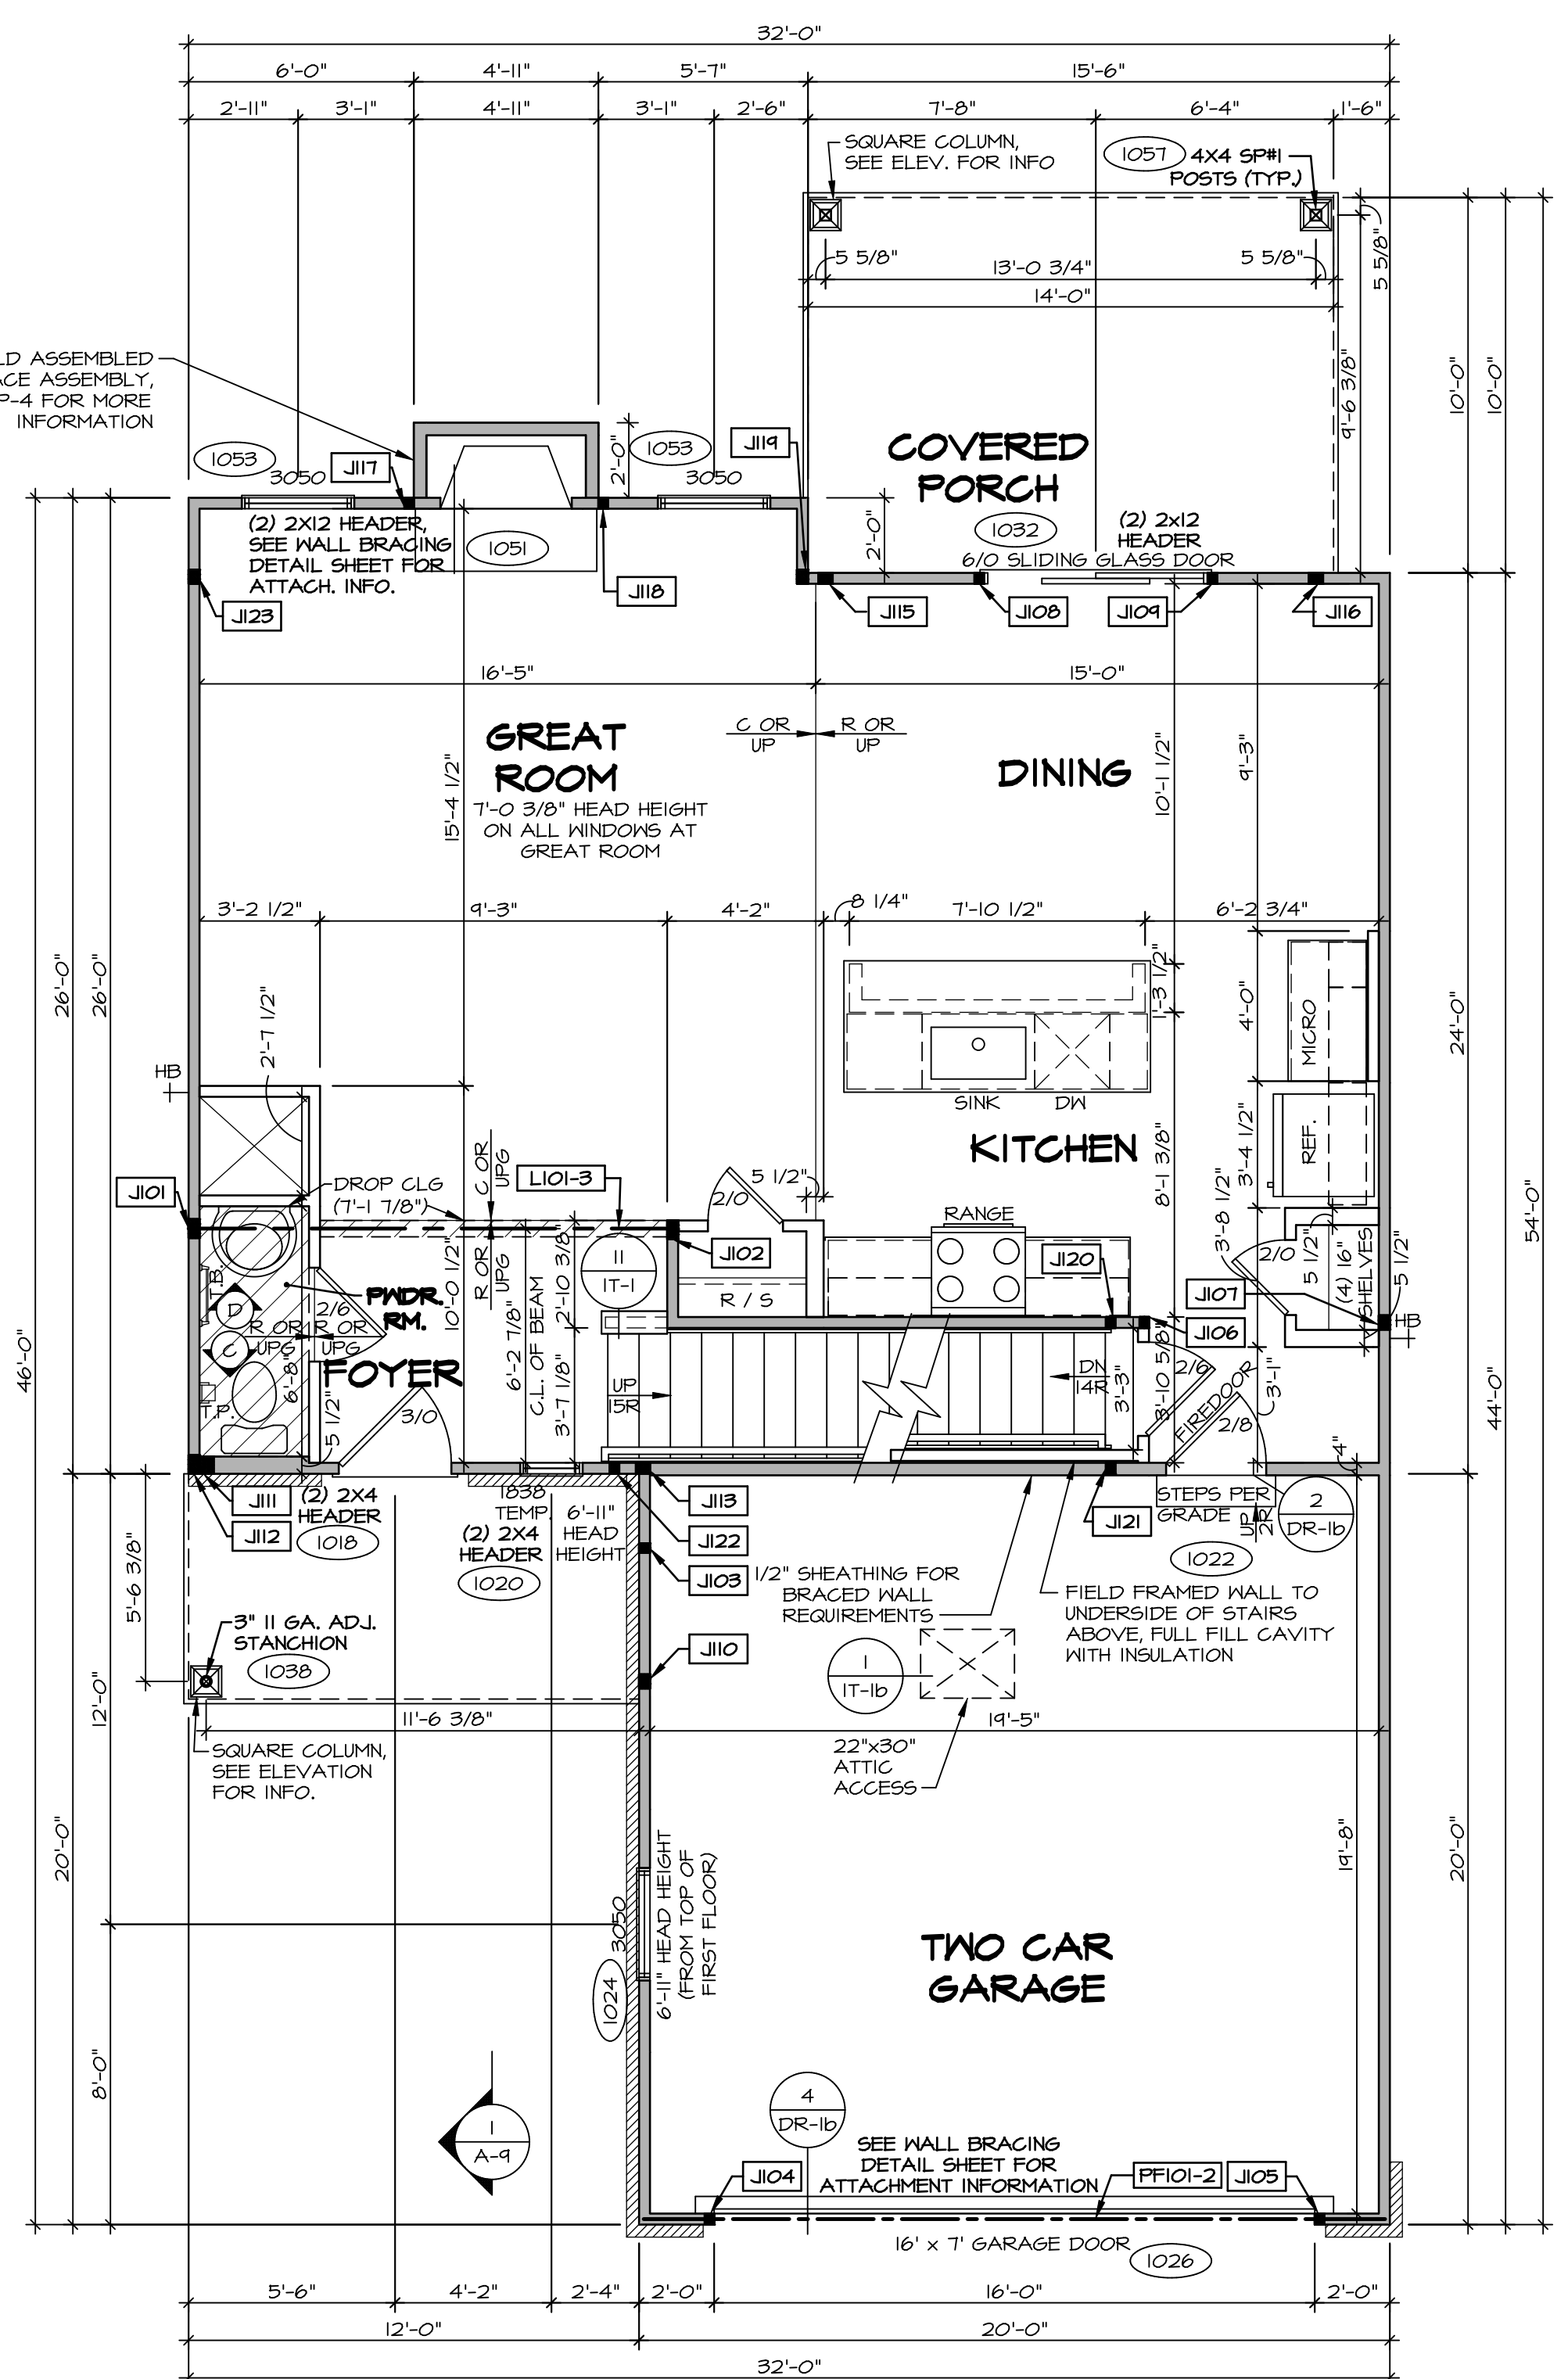 32'-0"
6'-0" 4'-11" 5'-7" 15'-6"
2'-11" 3'-1" 4'-11" 3'-1" 2'-6" 7'-8" 6'-4" 1'-6"
SQUARE COLUMN,
SEE ELEV. FOR INFO
1057
4X4 SP#1
POSTS (TYP.)
5 5/8" 13'-0 3/4" 5 5/8"
14'-0"
5 5/8"
9'-6 3/8"
10'-0"
10'-0"
LD ASSEMBLED
ACE ASSEMBLY,
P-4 FOR MORE
INFORMATION
1053
3050
J117
2'-0"
1053
3050
J119
COVERED
PORCH
1032
(2) 2x12
HEADER
6/0 SLIDING GLASS DOOR
2'-0"
(2) 2X12 HEADER,
SEE WALL BRACING
DETAIL SHEET FOR
ATTACH. INFO.
1051
J118
J123
J115
J108
J109
J116
16'-5" 15'-0"
GREAT
ROOM
7'-0 3/8" HEAD HEIGHT
ON ALL WINDOWS AT
GREAT ROOM
C OR
UP
R OR
UP
DINING
15'-4 1/2"
10'-1 1/2"
9'-3"
3'-2 1/2" 9'-3" 4'-2" 8 1/4" 7'-10 1/2" 6'-2 3/4"
1'-3 1/2"
4'-0"
MICRO
26'-0"
26'-0"
24'-0"
54'-0"
2'-7 1/2"
HB
SINK
DW
KITCHEN
REF.
3'-4 1/2"
8'-1 3/8"
3'-8 1/2"
J101
DROP CLG
(7'-1 7/8")
C OR
UPG
R OR
UPG
L101-3
5 1/2"
2/0
RANGE
J102
J120
R / S
2/0
5 1/2"
(4) 16"
SHELVES
5 1/2"
J107
J106
HB
11
IT-1
T.B.
D
C
PWDR.
RM.
2/6
R OR
UPG
R OR
UPG
FOYER
10'-0 1/2"
6'-2 7/8"
C.L. OF BEAM
2'-10 3/8"
3'-7 1/8"
6'-8"
T.P.
5 1/2"
3/0
UP
15R
DN
14R
3'-3"
3'-10 5/8"
2/6
FIREDOOR
2/8
3'-1"
4"
46'-0"
44'-0"
J111
J112
(2) 2X4
HEADER
1018
1838
TEMP.
(2) 2X4
HEADER
1020
6'-11"
HEAD
HEIGHT
J113
J122
J103
J110
J121
STEPS PER
GRADE
UP
2R
2
DR-1b
1022
1/2" SHEATHING FOR
BRACED WALL
REQUIREMENTS
FIELD FRAMED WALL TO
UNDERSIDE OF STAIRS
ABOVE, FULL FILL CAVITY
WITH INSULATION
5'-6 3/8"
3" 11 GA. ADJ.
STANCHION
1038
1
IT-1b
12'-0"
11'-6 3/8"
19'-5"
SQUARE COLUMN,
SEE ELEVATION
FOR INFO.
22"x30"
ATTIC
ACCESS
20'-0"
19'-8"
20'-0"
3050
1024
6'-11" HEAD HEIGHT
(FROM TOP OF
FIRST FLOOR)
TWO CAR
GARAGE
8'-0"
1
A-9
4
DR-1b
SEE WALL BRACING
DETAIL SHEET FOR
ATTACHMENT INFORMATION
J104
PF101-2
J105
16' x 7' GARAGE DOOR
1026
5'-6" 4'-2" 2'-4" 2'-0" 16'-0" 2'-0"
12'-0" 20'-0"
32'-0"